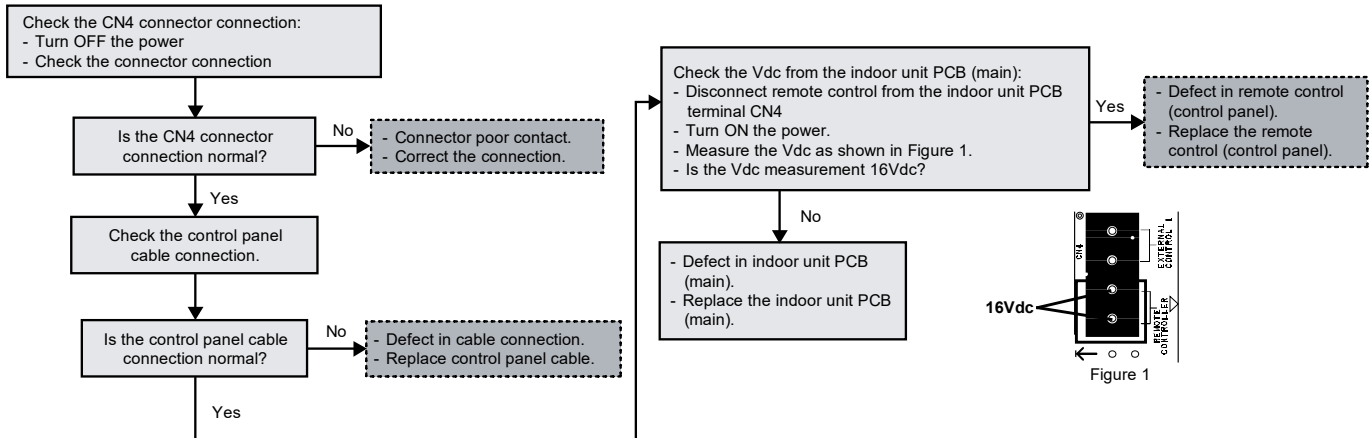 Check the CN4 connector connection:
- Turn OFF the power
- Check the connector connection
Is the CN4 connector
connection normal?
No
- Connector poor contact.
- Correct the connection.
Yes
Check the control panel
cable connection.
Is the control panel cable
connection normal?
No
- Defect in cable connection.
- Replace control panel cable.
Yes
Check the Vdc from the indoor unit PCB (main):
- Disconnect remote control from the indoor unit PCB
terminal CN4
- Turn ON the power.
- Measure the Vdc as shown in Figure 1.
- Is the Vdc measurement 16Vdc?
Yes
- Defect in remote control
(control panel).
- Replace the remote
control (control panel).
No
- Defect in indoor unit PCB
(main).
- Replace the indoor unit PCB
(main).
CN4
EXTERNAL
CONTROL
16Vdc
REMOTE
CONTROLLER
Figure 1